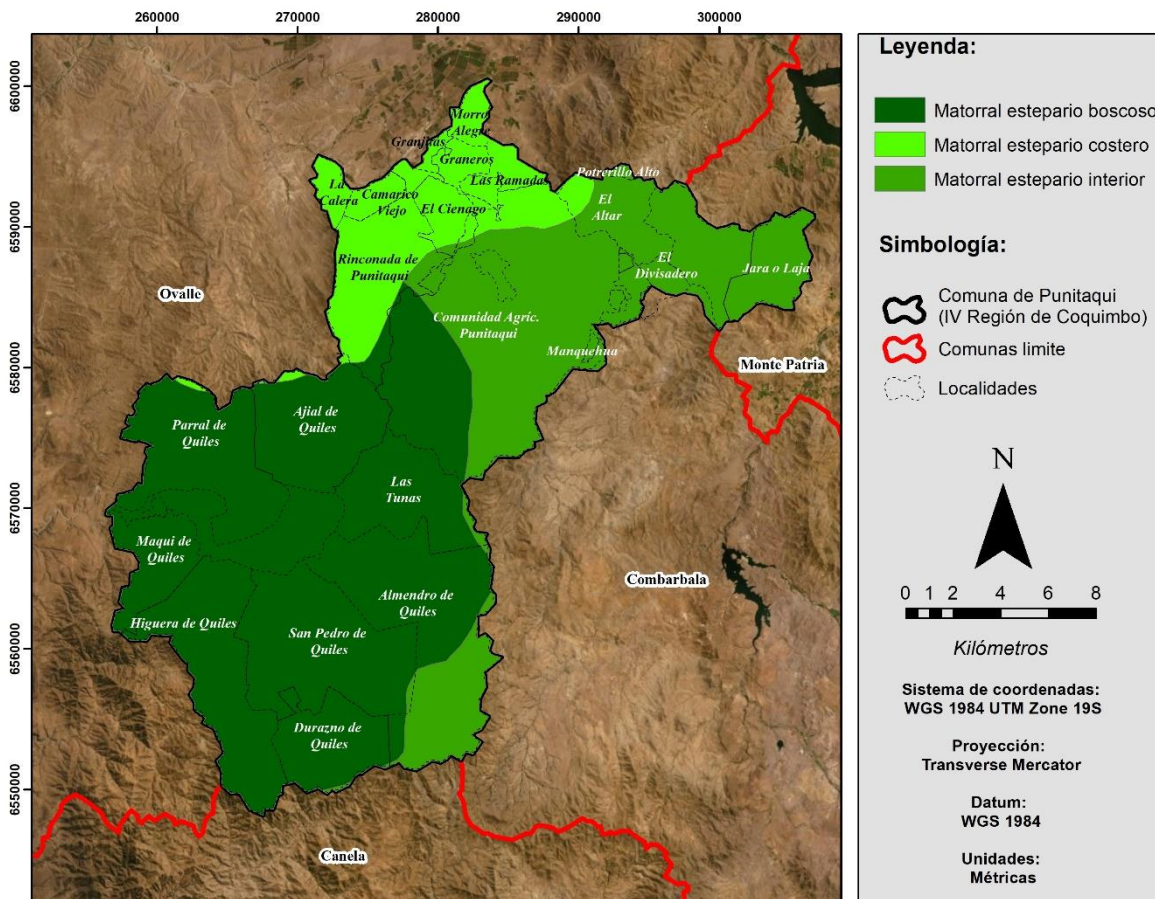 260000
270000
280000
290000
300000
6600000
6590000
6580000
6570000
6560000
6550000
Morro
Alegre
Granjitas
Graneros
La
Calera
Camarico
Viejo
Las Ramadas
El Cienago
Potrerillo Alto
El
Altar
Rinconada de
Punitaqui
El
Divisadero
Jara o Laja
Ovalle
Comunidad Agríc.
Punitaqui
Manquehua
Monte Patria
Parral de
Quiles
Ajial de
Quiles
Las
Tunas
Maqui de
Quiles
Combarbala
Almendro de
Quiles
Higuera de Quiles
San Pedro de
Quiles
Durazno de
Quiles
Canela
Leyenda:
Matorral estepario boscoso
Matorral estepario costero
Matorral estepario interior
Simbología:
Comuna de Punitaqui
(IV Región de Coquimbo)
Comunas limite
Localidades
N
0 1 2 4 6 8
Kilómetros
Sistema de coordenadas:
WGS 1984 UTM Zone 19S
Proyección:
Transverse Mercator
Datum:
WGS 1984
Unidades:
Métricas